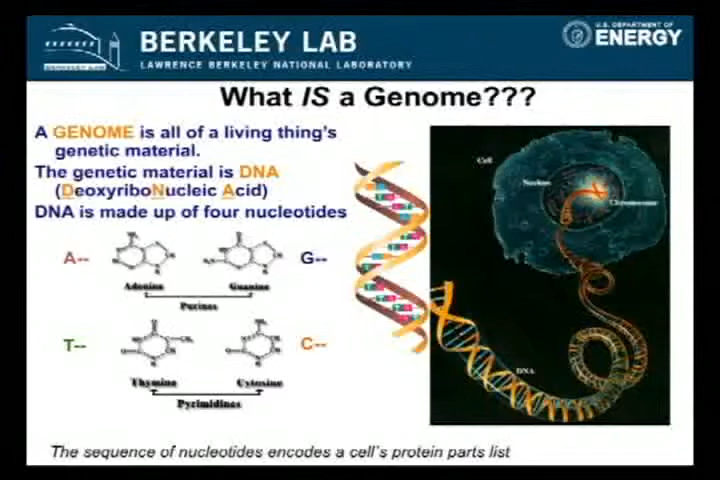 BERKELEY LAB
LAWRENCE BERKELEY NATIONAL LABORATORY
BERKELEY LAB
U.S. DEPARTMENT OF
ENERGY
What IS a Genome???
A GENOME is all of a living thing's
genetic material.
The genetic material is DNA
(DeoxyriboNucleic Acid)
DNA is made up of four nucleotides
A--
G--
Adenine
Guanine
Purines
T--
C--
Thymine
Cytosine
Pyrimidines
Cell
Nucleus
Chromosome
DNA
The sequence of nucleotides encodes a cell's protein parts list